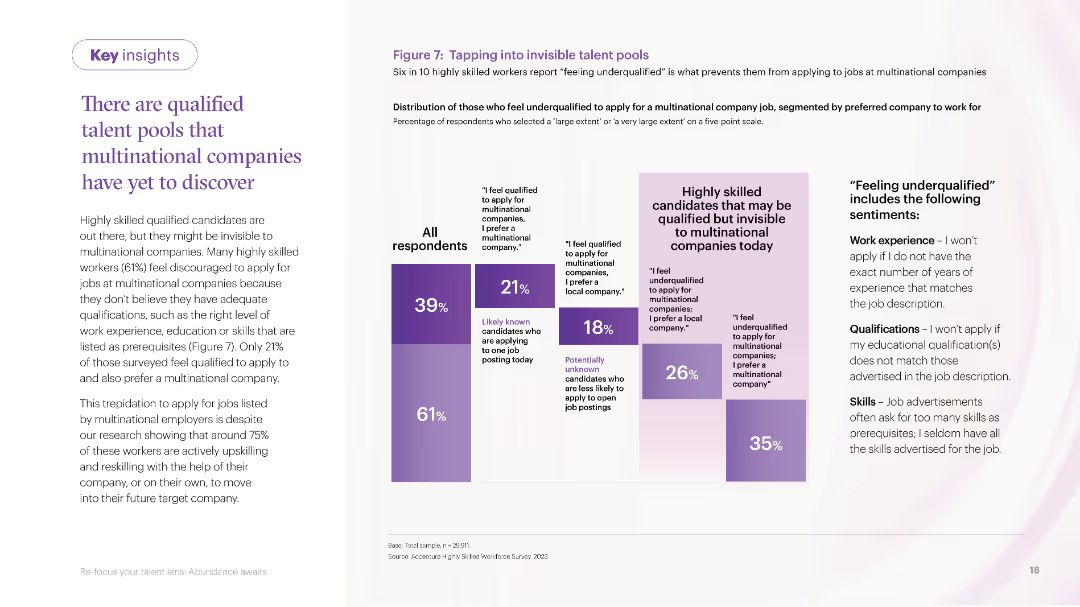 Key insights
There are qualified
talent pools that
multinational companies
have yet to discover
Highly skilled qualified candidates are
out there, but they might be invisible to
multinational companies. Many highly skilled
workers (61%) feel discouraged to apply for
jobs at multinational companies because
they don't believe they have adequate
qualifications, such as the right level of
work experience, education or skills that are
listed as prerequisites (Figure 7). Only 21%
of those surveyed feel qualified to apply to
and also prefer a multinational company.
This trepidation to apply for jobs listed
by multinational employers is despite
our research showing that around 75%
of these workers are actively upskilling
and reskilling with the help of their
company, or on their own, to move
into their future target company.
Figure 7: Tapping into invisible talent pools
Six in 10 highly skilled workers report “feeling underqualified” is what prevents them from applying to jobs at multinational companies
Distribution of those who feel underqualified to apply for a multinational company job, segmented by preferred company to work for
Percentage of respondents who selected a 'large extent' or 'a very large extent' on a five-point scale.
All
respondents
39%
61%
"I feel qualified
to apply for
multinational
companies,
I prefer a
multinational
company."
21%
Likely known
candidates who
are applying
to one job
posting today
"I feel qualified
to apply for
multinational
companies,
I prefer a
local company."
18%
Potentially
unknown
candidates who
are less likely to
apply to open
job postings
Highly skilled
candidates that may be
qualified but invisible
to multinational
companies today
"I feel
underqualified
to apply for
multinational
companies;
I prefer a local
company."
26%
"I feel
underqualified
to apply for
multinational
companies;
I prefer a
multinational
company"
35%
“Feeling underqualified”
includes the following
sentiments:
Work experience – I won't
apply if I do not have the
exact number of years of
experience that matches
the job description.
Qualifications – I won't apply if
my educational qualification(s)
does not match those
advertised in the job description.
Skills – Job advertisements
often ask for too many skills as
prerequisites; I seldom have all
the skills advertised for the job.
Base: Total sample, n = 29,911.
Source: Accenture Highly Skilled Workforce Survey, 2023
Re-focus your talent lens: Abundance awaits
18